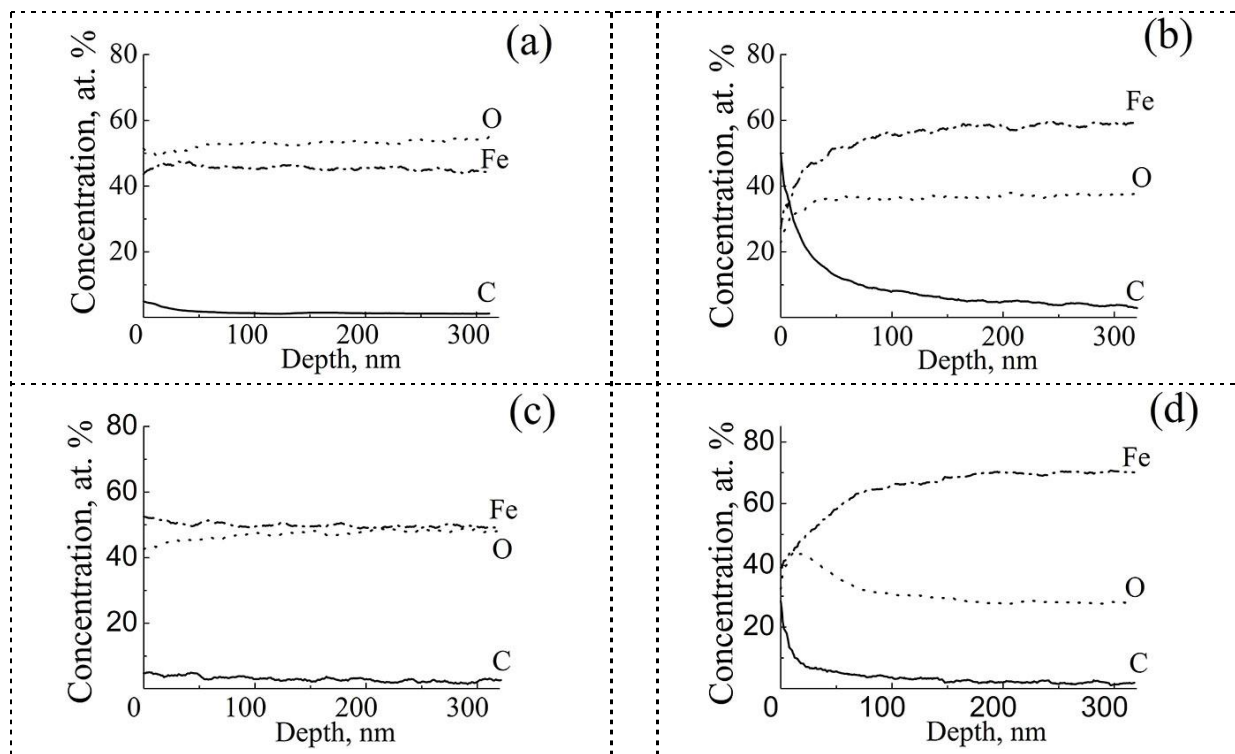 (a)
80
60
40
20
Concentration, at. %
O
Fe
C
0 100 200 300
Depth, nm
(b)
80
60
40
20
Concentration, at. %
Fe
O
C
0 100 200 300
Depth, nm
(c)
80
60
40
20
Concentration, at. %
Fe
O
C
0 100 200 300
Depth, nm
(d)
80
60
40
20
Concentration, at. %
Fe
O
C
0 100 200 300
Depth, nm